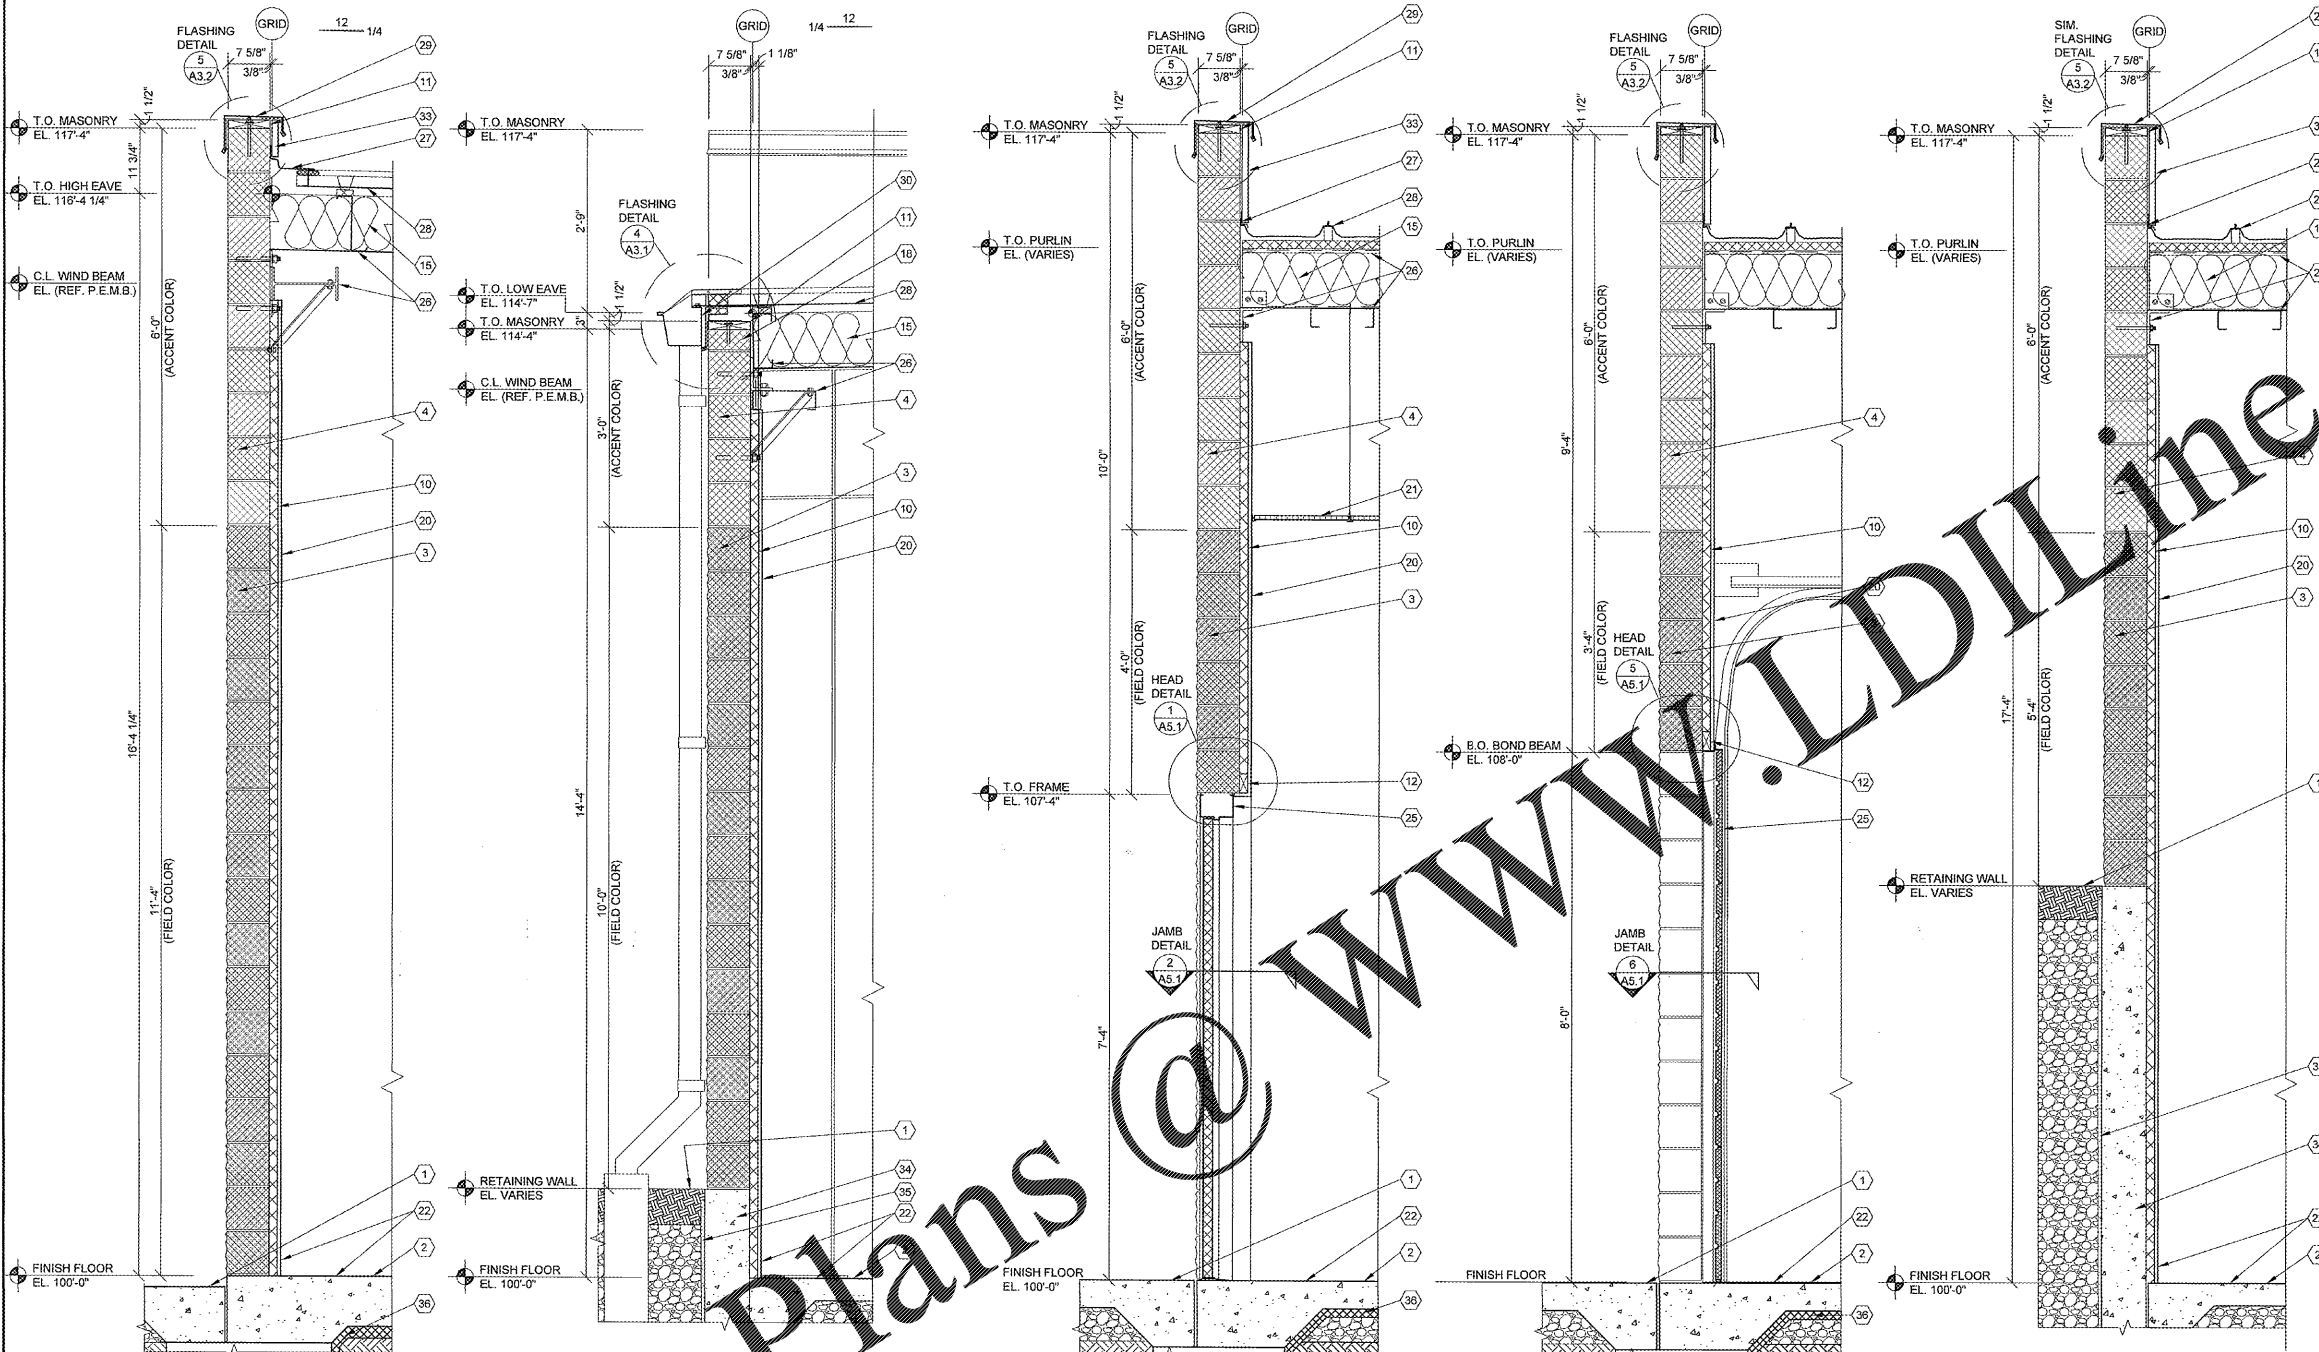 FLASHING
DETAIL
5
A3.2
GRID
12
1/4
7 5/8"
3/8"
1 1/2"
29
11
33
27
T.O. MASONRY
EL. 117'-4"
11 3/4"
T.O. HIGH EAVE
EL. 116'-4 1/4"
28
15
C.L. WIND BEAM
EL. (REF. P.E.M.B.)
26
6'-0"
(ACCENT COLOR)
4
10
20
3
16'-4 1/4"
11'-4"
(FIELD COLOR)
1
22
2
FINISH FLOOR
EL. 100'-0"
36
GRID
1/4
12
7 5/8"
1 1/8"
3/8"
T.O. MASONRY
EL. 117'-4"
2'-9"
FLASHING
DETAIL
4
A3.1
30
11
18
T.O. LOW EAVE
EL. 114'-7"
1 1/2"
3"
28
T.O. MASONRY
EL. 114'-4"
15
26
C.L. WIND BEAM
EL. (REF. P.E.M.B.)
4
3'-0"
(ACCENT COLOR)
3
10
20
14'-4"
10'-0"
(FIELD COLOR)
1
34
RETAINING WALL
EL. VARIES
35
22
FINISH FLOOR
EL. 100'-0"
FLASHING
DETAIL
5
A3.2
GRID
7 5/8"
3/8"
1 1/2"
29
11
33
27
28
15
26
T.O. MASONRY
EL. 117'-4"
T.O. PURLIN
EL. (VARIES)
6'-0"
(ACCENT COLOR)
4
10'-0"
21
10
20
3
4'-0"
(FIELD COLOR)
HEAD
DETAIL
1
A5.1
T.O. FRAME
EL. 107'-4"
12
25
JAMB
DETAIL
2
A5.1
7'-4"
1
22
2
FINISH FLOOR
EL. 100'-0"
36
FLASHING
DETAIL
5
A3.2
GRID
7 5/8"
3/8"
1 1/2"
T.O. MASONRY
EL. 117'-4"
T.O. PURLIN
EL. (VARIES)
6'-0"
(ACCENT COLOR)
4
9'-4"
10
3'-4"
(FIELD COLOR)
HEAD
DETAIL
5
A5.1
B.O. BOND BEAM
EL. 108'-0"
12
25
JAMB
DETAIL
6
A5.1
8'-0"
1
22
2
FINISH FLOOR
36
SIM.
FLASHING
DETAIL
5
A3.2
GRID
7 5/8"
3/8"
1 1/2"
T.O. MASONRY
EL. 117'-4"
T.O. PURLIN
EL. (VARIES)
6'-0"
(ACCENT COLOR)
10
20
3
17'-4"
5'-4"
(FIELD COLOR)
RETAINING WALL
EL. VARIES
FINISH FLOOR
EL. 100'-0"
Plans @ WWW.LDILine